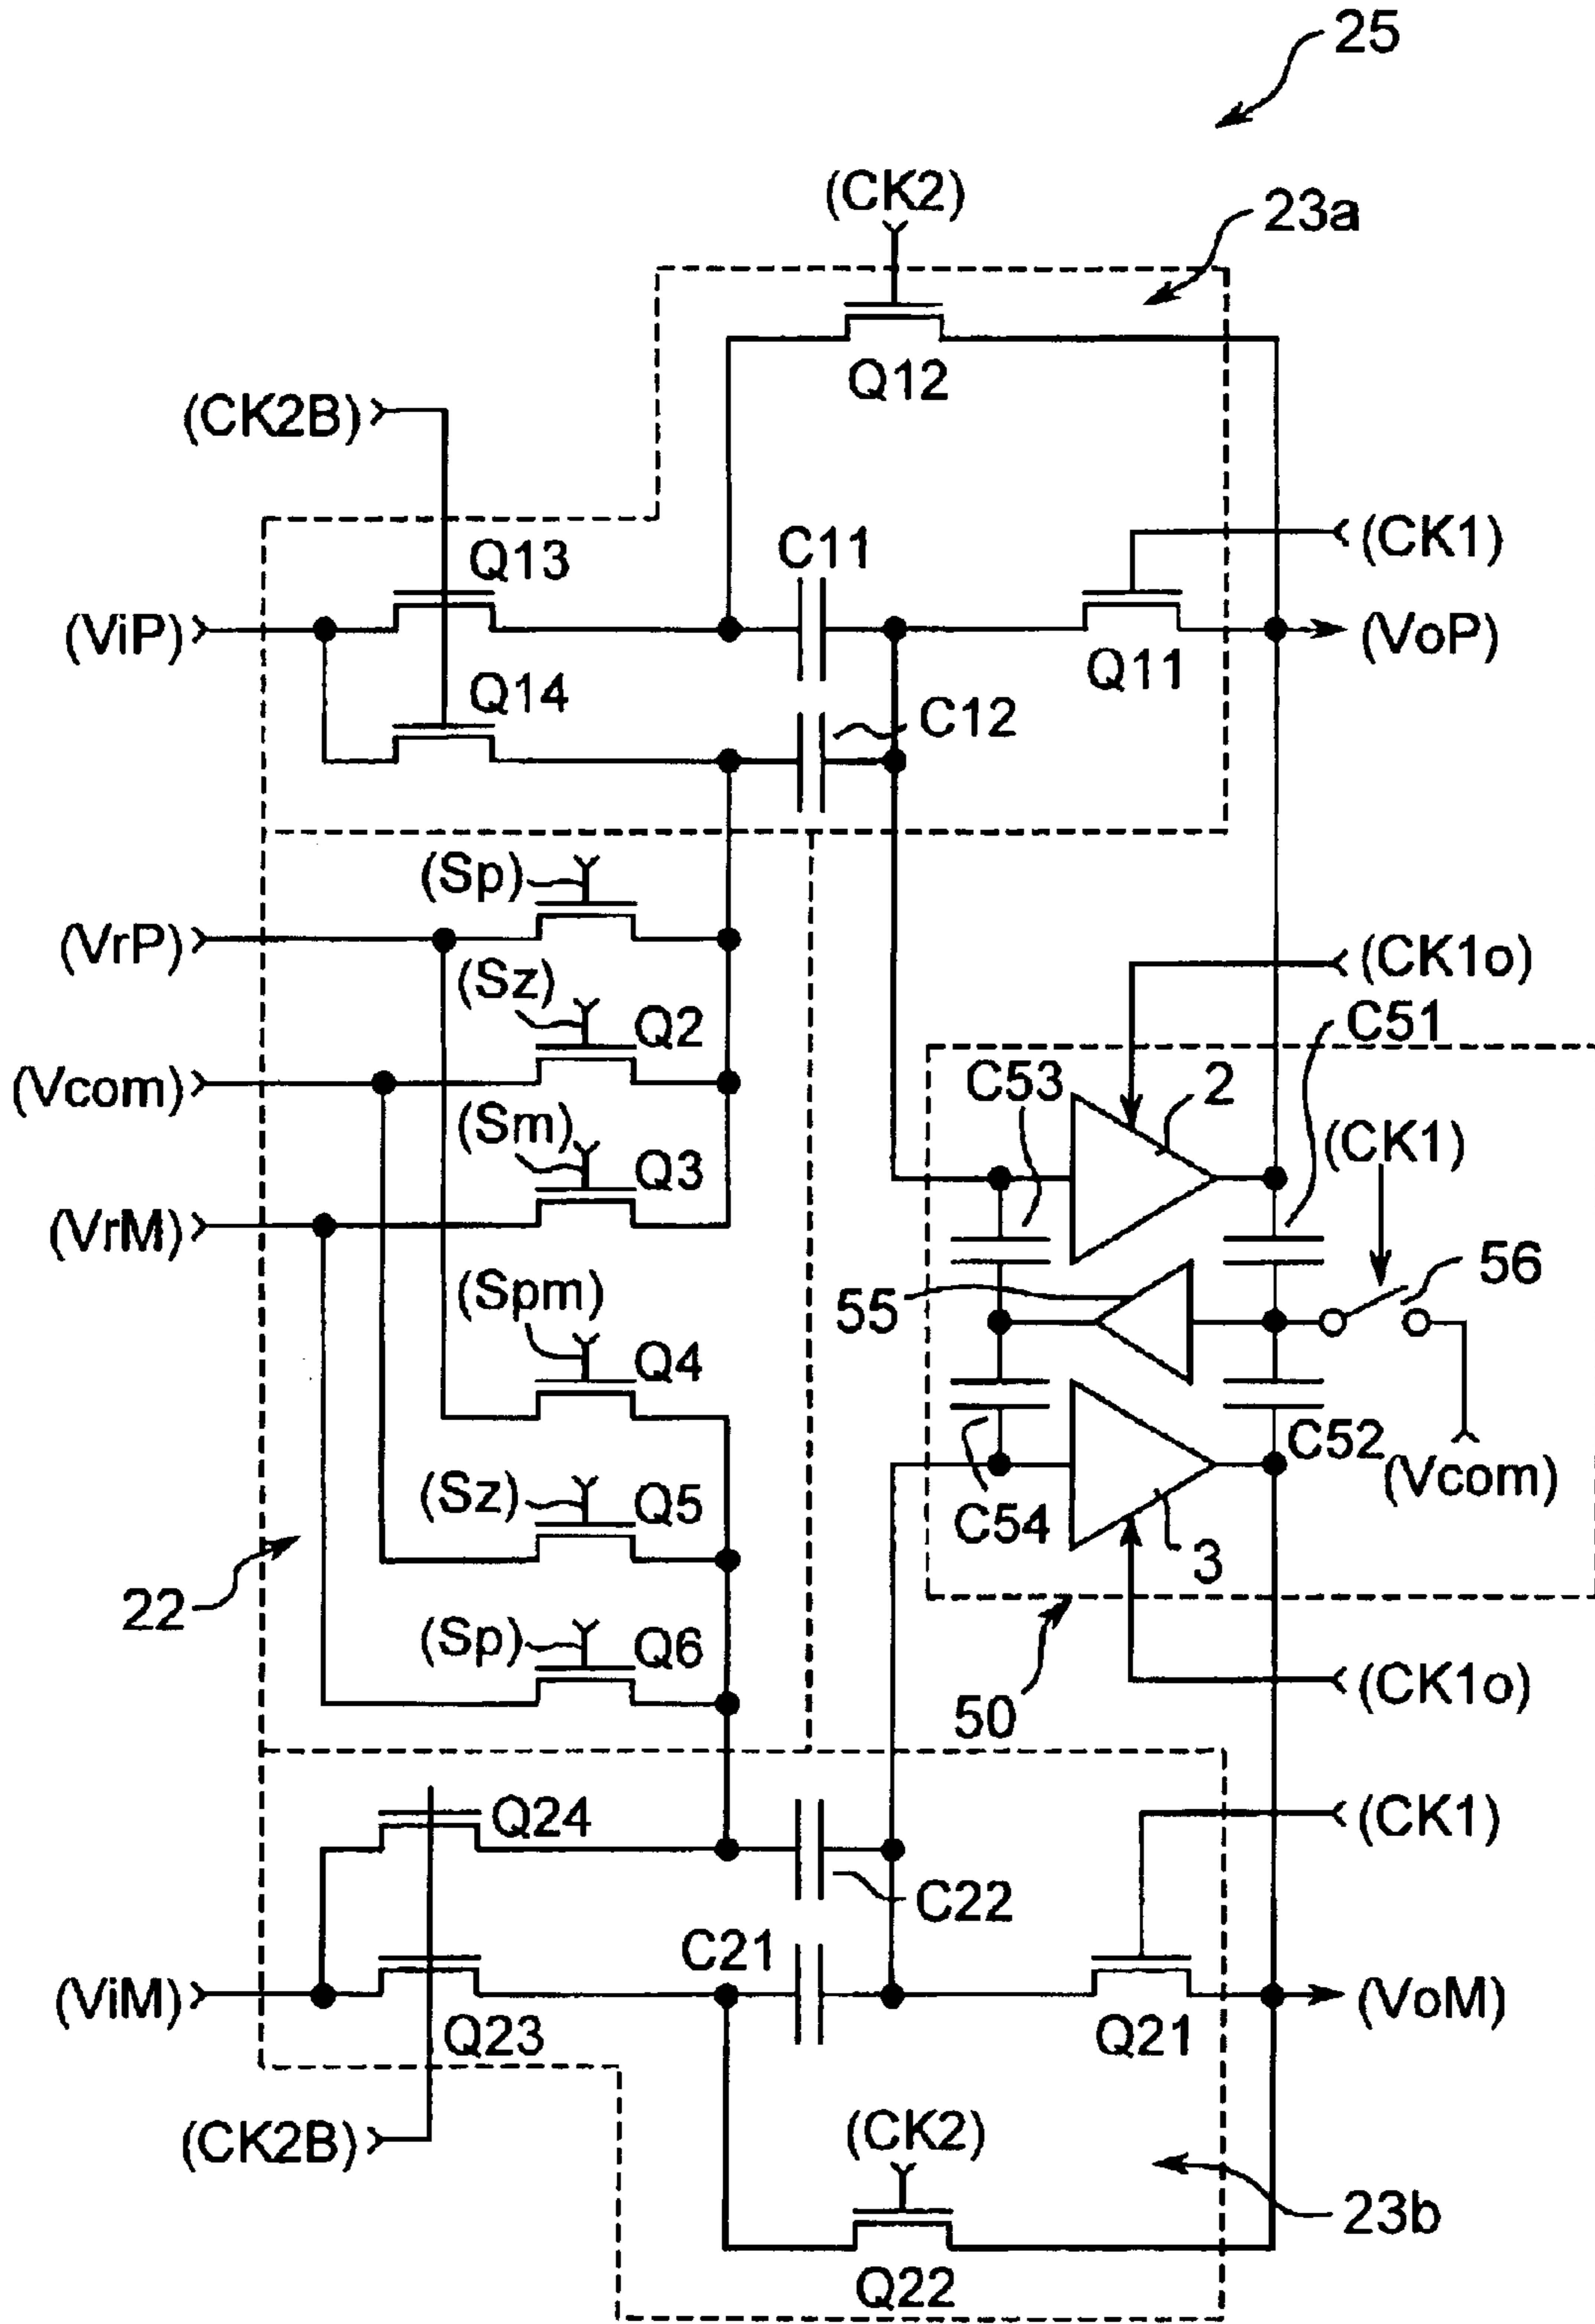 25
(CK2)
23a
Q12
(CK2B)
Q13
C11
(CK1)
(ViP)
Q11
(VoP)
Q14
C12
(Sp)
(VrP)
(Sz)
(CK1o)
Q2
C51
(Vcom)
C53
2
(Sm)
(CK1)
Q3
(VrM)
56
(Spm)
55
Q4
C52
(Vcom)
(Sz)
Q5
C54
3
22
(Sp)
Q6
50
(CK1o)
Q24
(CK1)
C22
C21
(ViM)
Q23
Q21
(VoM)
(CK2B)
(CK2)
23b
Q22